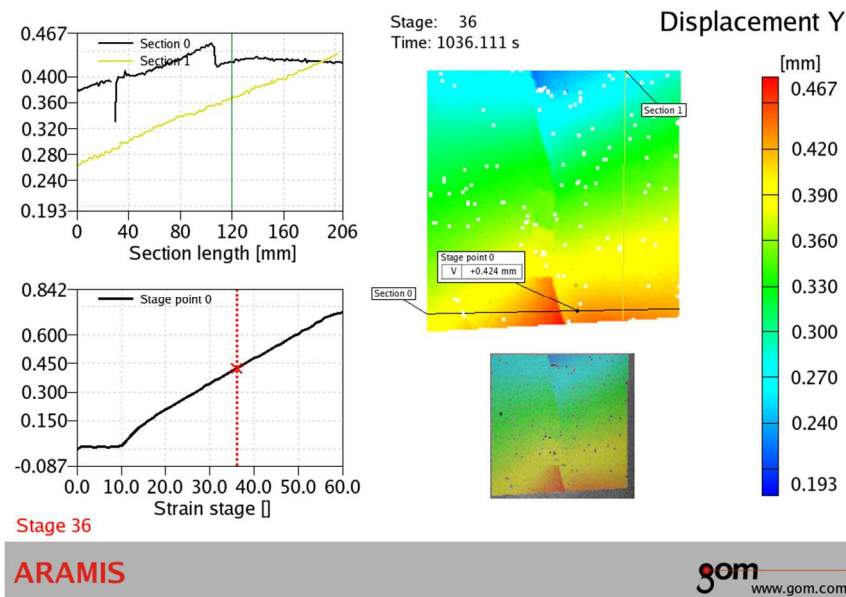 Stage: 36
Time: 1036.111 s
Displacement Y
[mm]
0.467
0.420
0.390
0.360
0.330
0.300
0.270
0.240
0.193
0.467
0.400
0.360
0.320
0.280
0.240
0.193
Section 0
Section 1
0 40 80 120 160 206
Section length [mm]
Section 1
Stage point 0
V +0.424 mm
Section 0
0.842
0.600
0.450
0.300
0.150
-0.087
Stage point 0
0.0 10.0 20.0 30.0 40.0 50.0 60.0
Strain stage []
Stage 36
ARAMIS
gom
www.gom.com